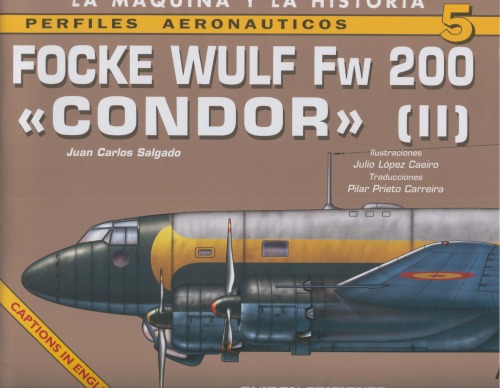 LA MAQUINA Y LA HISTORIA
PERFILES AERONAUTICOS 5
FOCKE WULF Fw 200
«CONDOR» (II)
Juan Carlos Salgado
Ilustraciones
Julio López Caeiro
Traducciones
Pilar Prieto Carreira
CAPTIONS IN